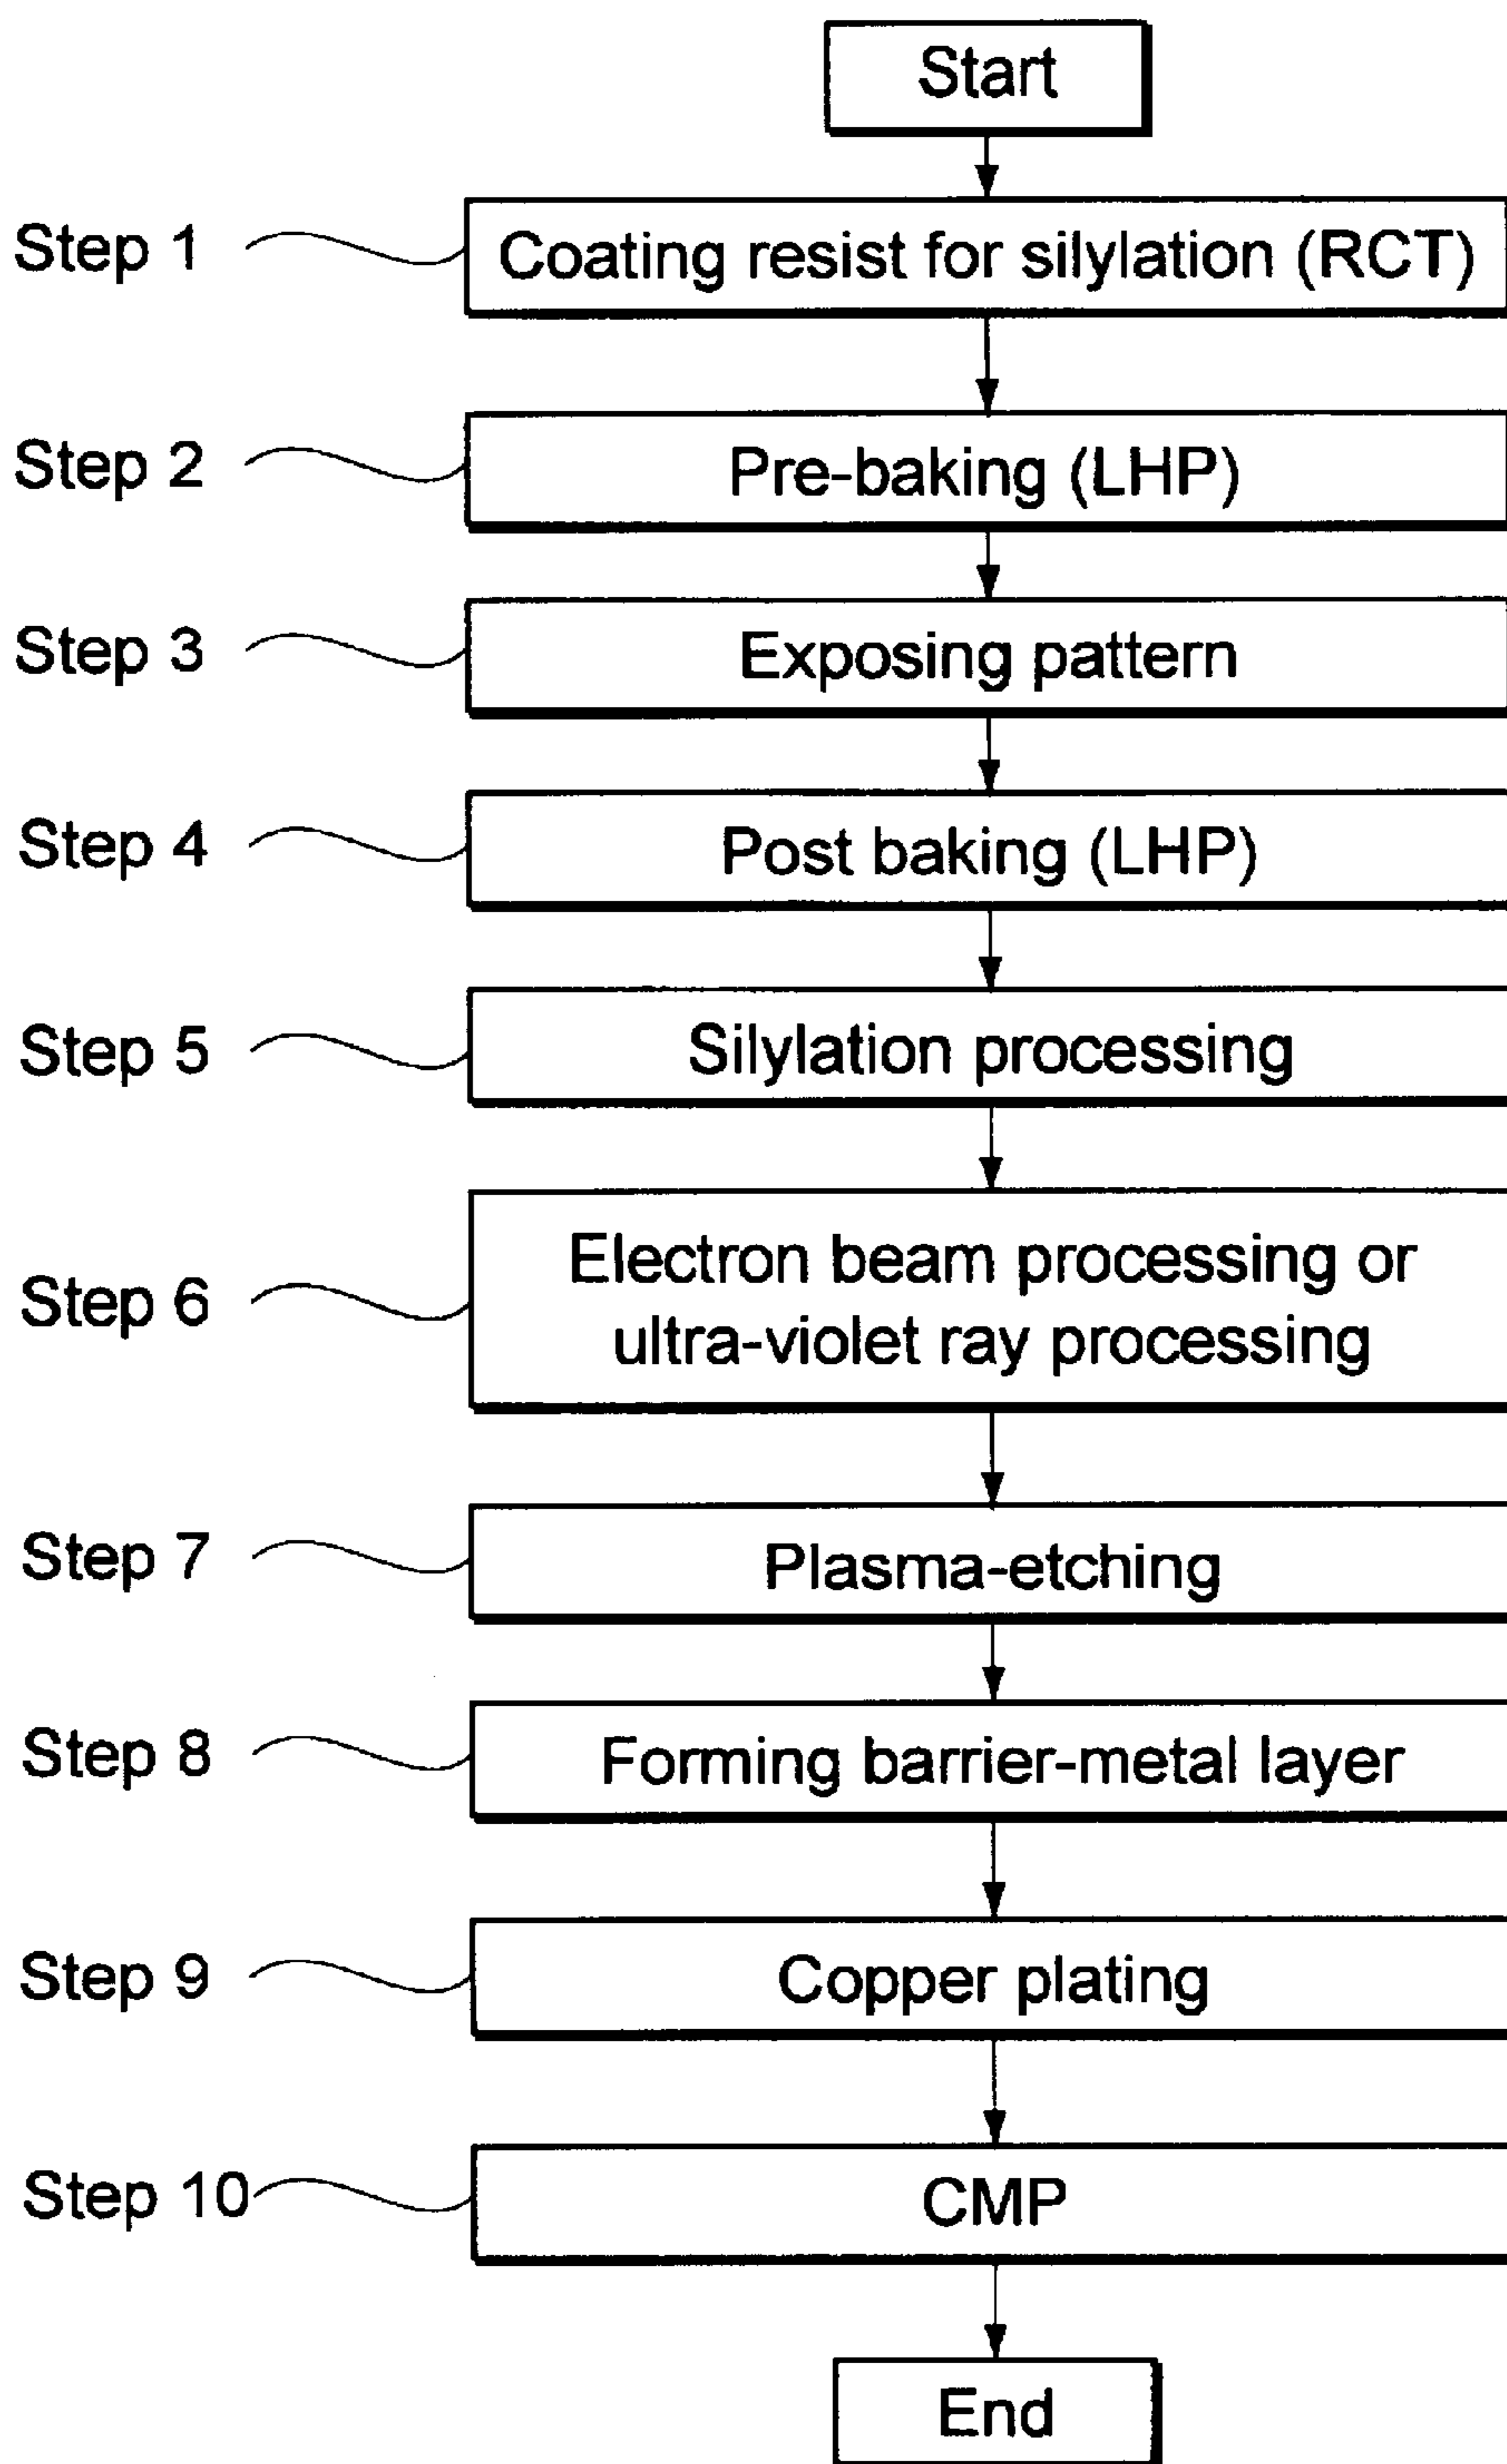 Start
Step 1
Coating resist for silylation (RCT)
Step 2
Pre-baking (LHP)
Step 3
Exposing pattern
Step 4
Post baking (LHP)
Step 5
Silylation processing
Step 6
Electron beam processing or
ultra-violet ray processing
Step 7
Plasma-etching
Step 8
Forming barrier-metal layer
Step 9
Copper plating
Step 10
CMP
End